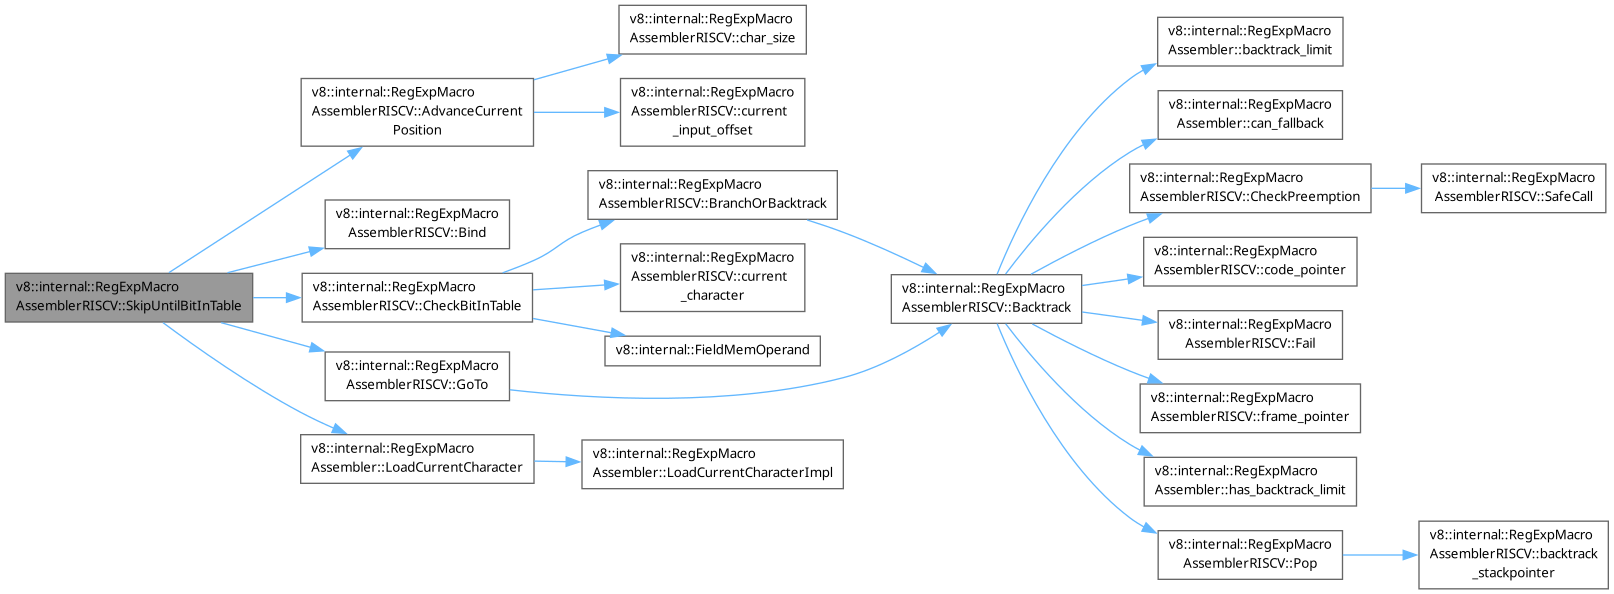 v8::internal::RegExpMacro
AssemblerRISCV::SkipUntilBitInTable
v8::internal::RegExpMacro
AssemblerRISCV::AdvanceCurrent
Position
v8::internal::RegExpMacro
AssemblerRISCV::char_size
v8::internal::RegExpMacro
AssemblerRISCV::current
_input_offset
v8::internal::RegExpMacro
AssemblerRISCV::Bind
v8::internal::RegExpMacro
AssemblerRISCV::CheckBitInTable
v8::internal::RegExpMacro
AssemblerRISCV::BranchOrBacktrack
v8::internal::RegExpMacro
AssemblerRISCV::current
_character
v8::internal::FieldMemOperand
v8::internal::RegExpMacro
AssemblerRISCV::GoTo
v8::internal::RegExpMacro
Assembler::LoadCurrentCharacter
v8::internal::RegExpMacro
Assembler::LoadCurrentCharacterImpl
v8::internal::RegExpMacro
AssemblerRISCV::Backtrack
v8::internal::RegExpMacro
Assembler::backtrack_limit
v8::internal::RegExpMacro
Assembler::can_fallback
v8::internal::RegExpMacro
AssemblerRISCV::CheckPreemption
v8::internal::RegExpMacro
AssemblerRISCV::SafeCall
v8::internal::RegExpMacro
AssemblerRISCV::code_pointer
v8::internal::RegExpMacro
AssemblerRISCV::Fail
v8::internal::RegExpMacro
AssemblerRISCV::frame_pointer
v8::internal::RegExpMacro
Assembler::has_backtrack_limit
v8::internal::RegExpMacro
AssemblerRISCV::Pop
v8::internal::RegExpMacro
AssemblerRISCV::backtrack
_stackpointer